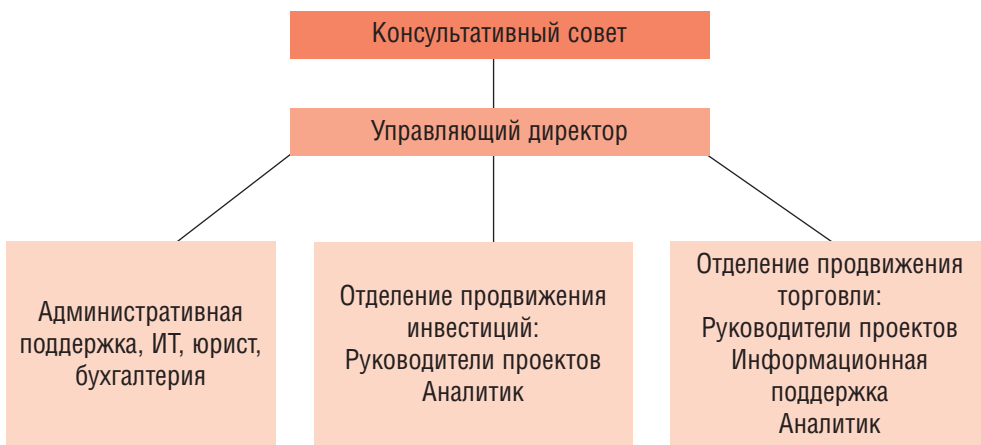 Консультативный совет
Управляющий директор
Административная
поддержка, ИТ, юрист,
бухгалтерия
Отделение продвижения
инвестиций:
Руководители проектов
Аналитик
Отделение продвижения
торговли:
Руководители проектов
Информационная
поддержка
Аналитик